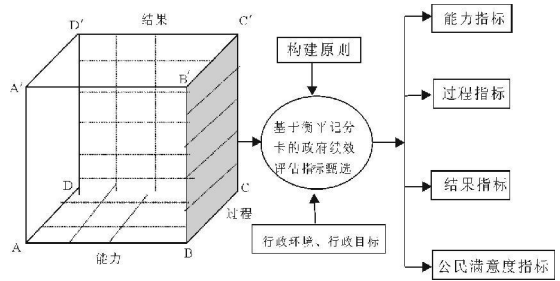 D′
结果
C′
A′
B′
D
C
过程
A
能力
B
构建原则
基于衡平记分
卡的政府绩效
评估指标甄选
行政环境、行政目标
能力指标
过程指标
结果指标
公民满意度指标